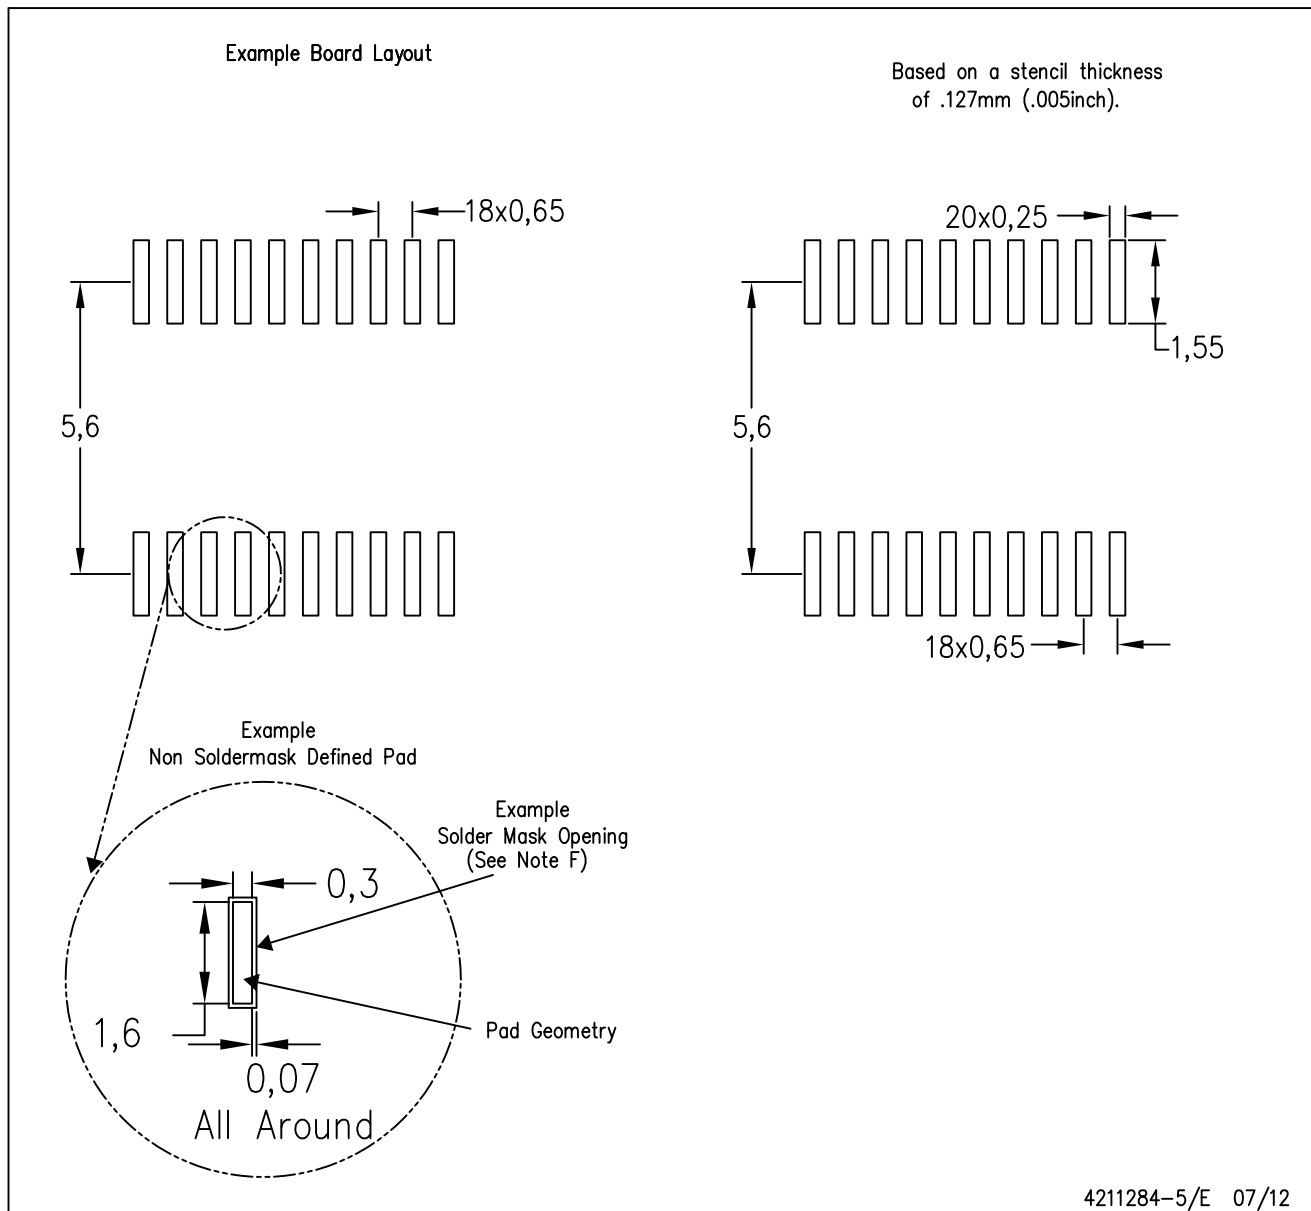 Example Board Layout
Based on a stencil thickness
of .127mm (.005inch).
18x0,65
5,6
20x0,25
1,55
5,6
18x0,65
Example
Non Soldermask Defined Pad
Example
Solder Mask Opening
(See Note F)
0,3
1,6
Pad Geometry
0,07
All Around
4211284-5/E 07/12